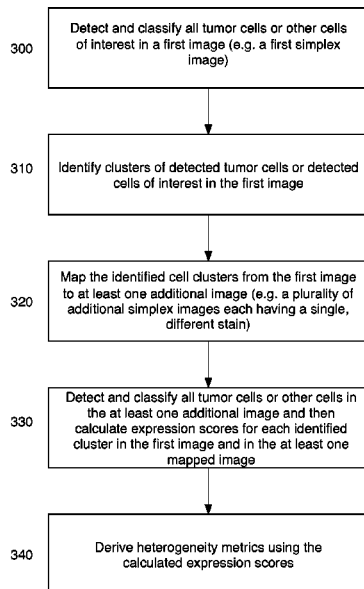 Detect and classify all tumor cells or other cells
of interest in a first image (e.g. a first simplex
image)
300
310
Identify clusters of detected tumor cells or detected
cells of interest in the first image
Map the identified cell clusters from the first image
to at least one additional image (e.g. a plurality of
additional simplex images each having a single,
different stain)
320
Detect and classify all tumor cells or other cells in
the at least one additional image and then
calculate expression scores for each identified
cluster in the first image and in the at least one
mapped image
330
340
Derive heterogeneity metrics using the
calculated expression scores